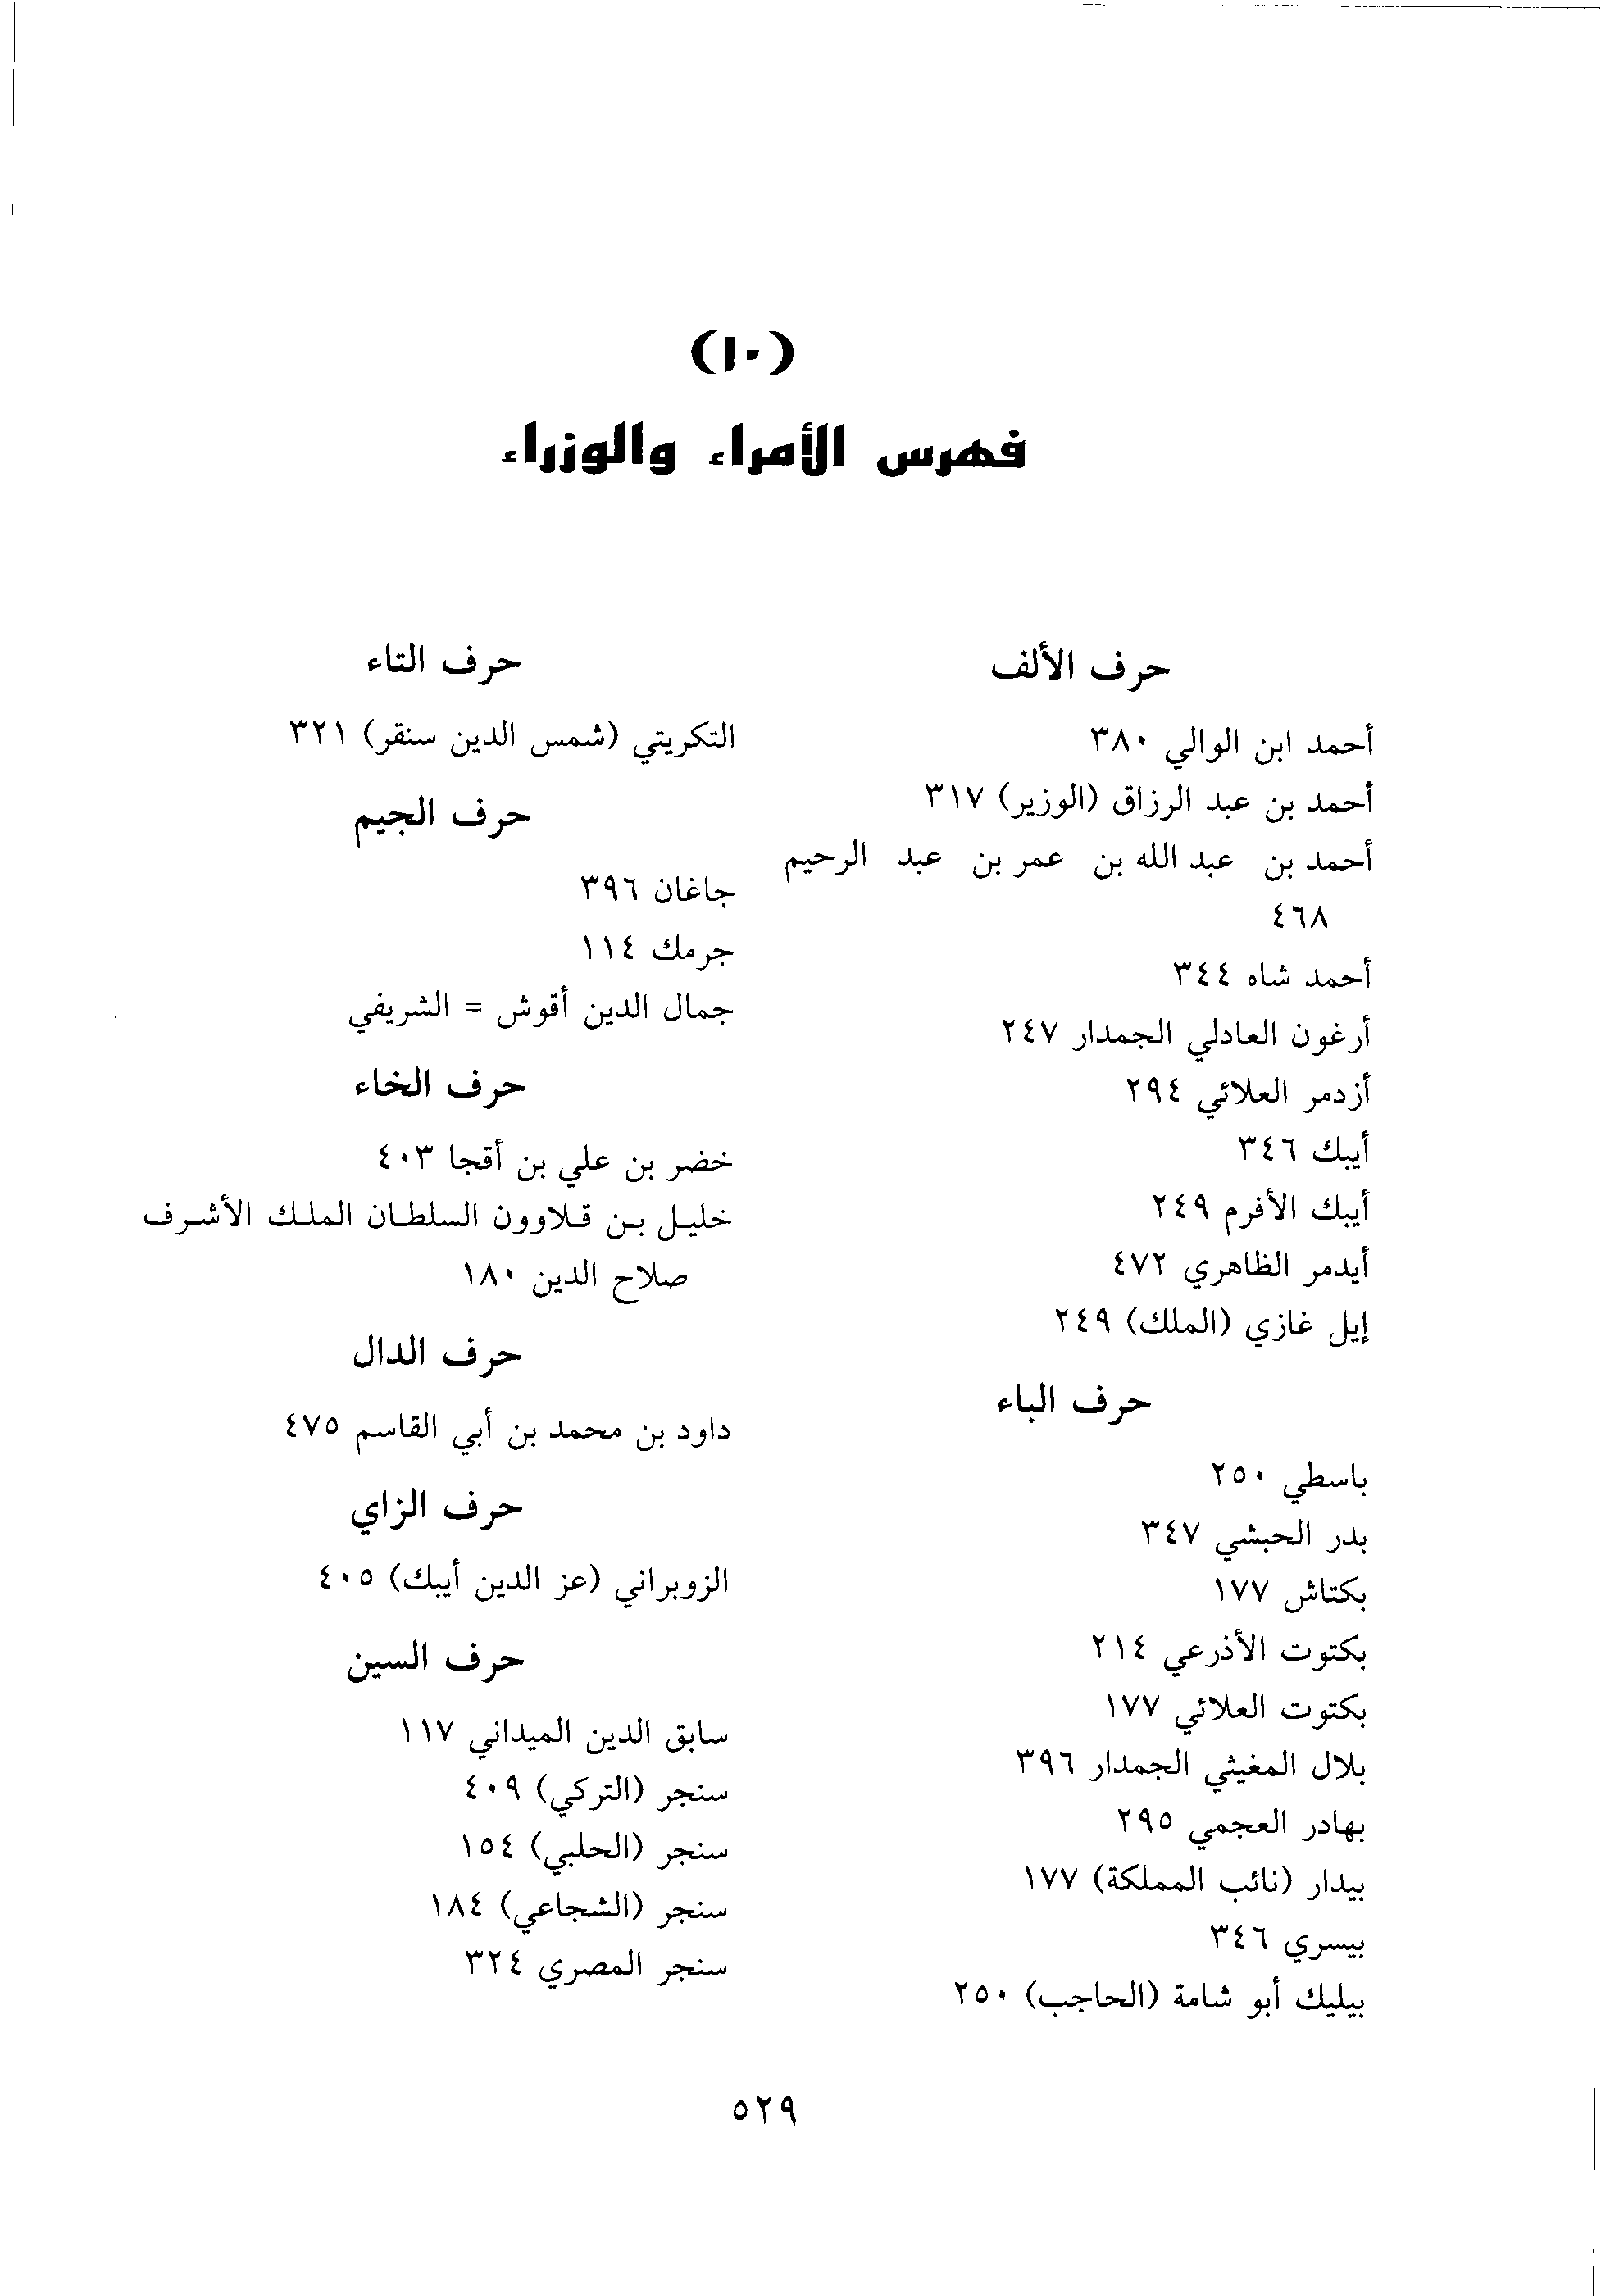 (١٠)
فهرس الأمراء والوزراء
حرف الألف
أحمد ابن الوالي ٣٨٠
أحمد بن عبد الرزاق (الوزير) ٣١٧
أحمد بن عبد الله بن عمر بن عبد الرحيم
٤٦٨
أحمد شاه ٣٤٤
أرغون العادلي الجمدار ٢٤٧
أزدمر العلائي ٢٩٤
أيبك ٣٤٦
أيبك الأفرم ٢٤٩
أيدمر الظاهري ٤٧٢
إيل غازي (الملك) ٢٤٩
حرف الباء
باسطي ٢٥٠
بدر الحبشي ٣٤٧
بكتاش ١٧٧
بكتوت الأذرعي ٢١٤
بكتوت العلائي ١٧٧
بلال المغيثي الجمدار ٣٩٦
بهادر العجمي ٢٩٥
بيدار (نائب المملكة) ١٧٧
بيسري ٣٤٦
بيليك أبو شامة (الحاجب) ٢٥٠
حرف التاء
التكريتي (شمس الدين سنقر) ٣٢١
حرف الجيم
جاغان ٣٩٦
جرمك ١١٤
جمال الدين أقوش = الشريفي
حرف الخاء
خضر بن علي بن أقجا ٤٠٣
خليل بن قلاوون السلطان الملك الأشرف
صلاح الدين ١٨٠
حرف الدال
داود بن محمد بن أبي القاسم ٤٧٥
حرف الزاي
الزوبراني (عز الدين أيبك) ٤٠٥
حرف السين
سابق الدين الميداني ١١٧
سنجر (التركي) ٤٠٩
سنجر (الحلبي) ١٥٤
سنجر (الشجاعي) ١٨٤
سنجر المصري ٣٢٤
٥٢٩